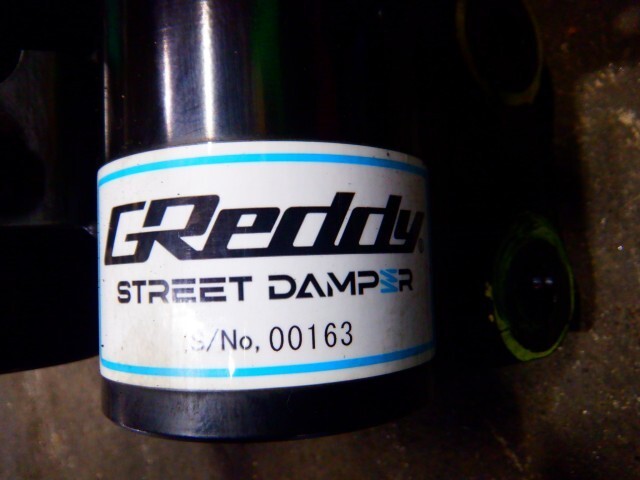 GReddy®
STREET DAMPER
S/No, 00163